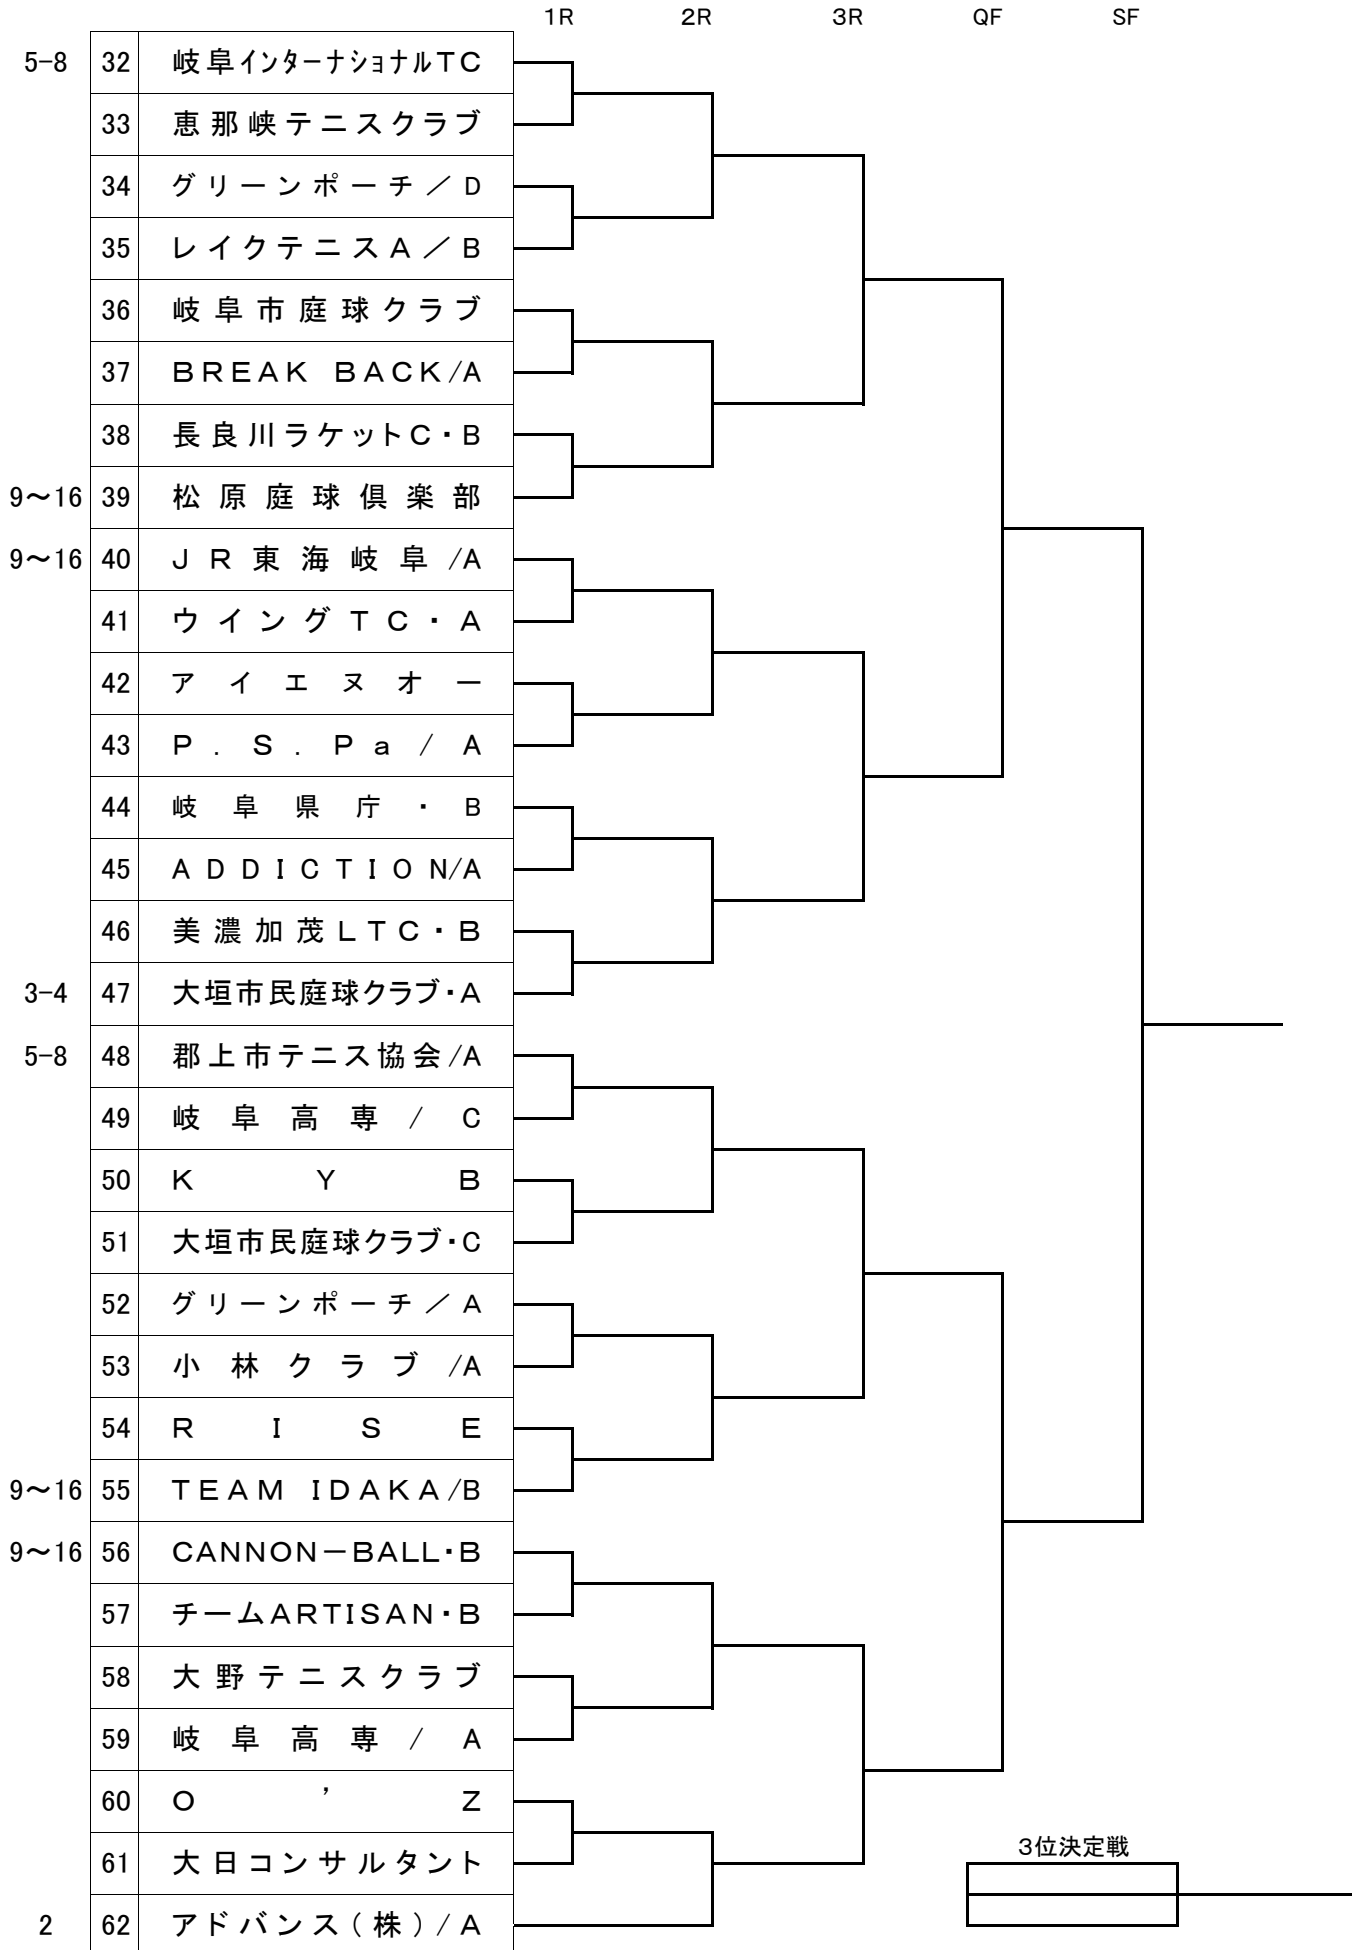 1R 2R 3R QF SF
5-8 32 岐阜インターナショナルTC
33 恵那峡テニスクラブ
34 グリーンポーチ／D
35 レイクテニスA／B
36 岐阜市庭球クラブ
37 BREAK BACK/A
38 長良川ラケットC・B
9～16 39 松原庭球倶楽部
9～16 40 JR東海岐阜/A
41 ウイングTC・A
42 アイエヌオー
43 P.S.Pa/A
44 岐阜県庁・B
45 ADDICTION/A
46 美濃加茂LTC・B
3-4 47 大垣市民庭球クラブ・A
5-8 48 郡上市テニス協会/A
49 岐阜高専/C
50 KYB
51 大垣市民庭球クラブ・C
52 グリーンポーチ／A
53 小林クラブ/A
54 RISE
9～16 55 TEAM IDAKA/B
9～16 56 CANNON－BALL・B
57 チームARTISAN・B
58 大野テニスクラブ
59 岐阜高専/A
60 O’Z
61 大日コンサルタント
3位決定戦
2 62 アドバンス(株)/A